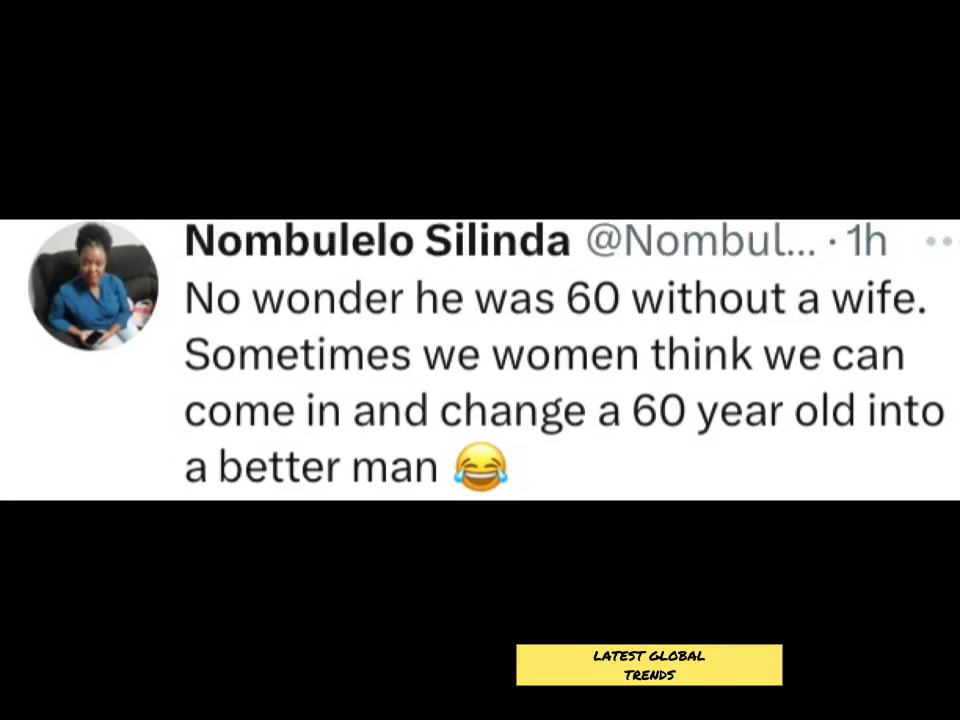 Nombulelo Silinda @Nombul... · 1h
No wonder he was 60 without a wife.
Sometimes we women think we can
come in and change a 60 year old into
a better man 😂
LATEST GLOBAL
TRENDS